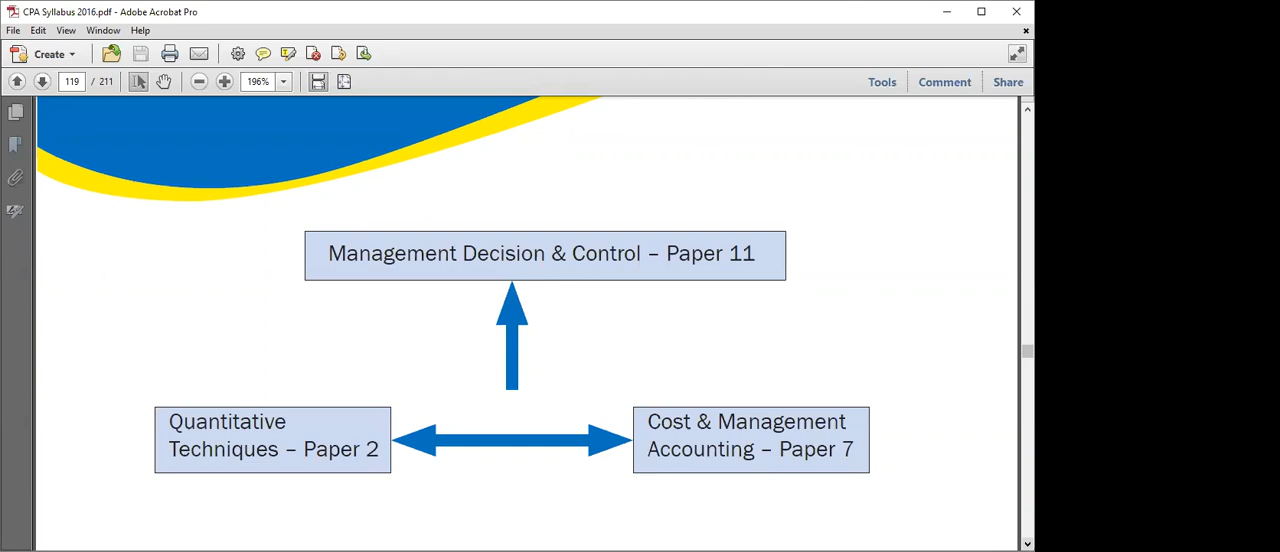 CPA Syllabus 2016.pdf - Adobe Acrobat Pro
File Edit View Window Help
Create
119 / 211 196% Tools Comment Share
Management Decision & Control – Paper 11
Quantitative
Techniques – Paper 2
Cost & Management
Accounting – Paper 7